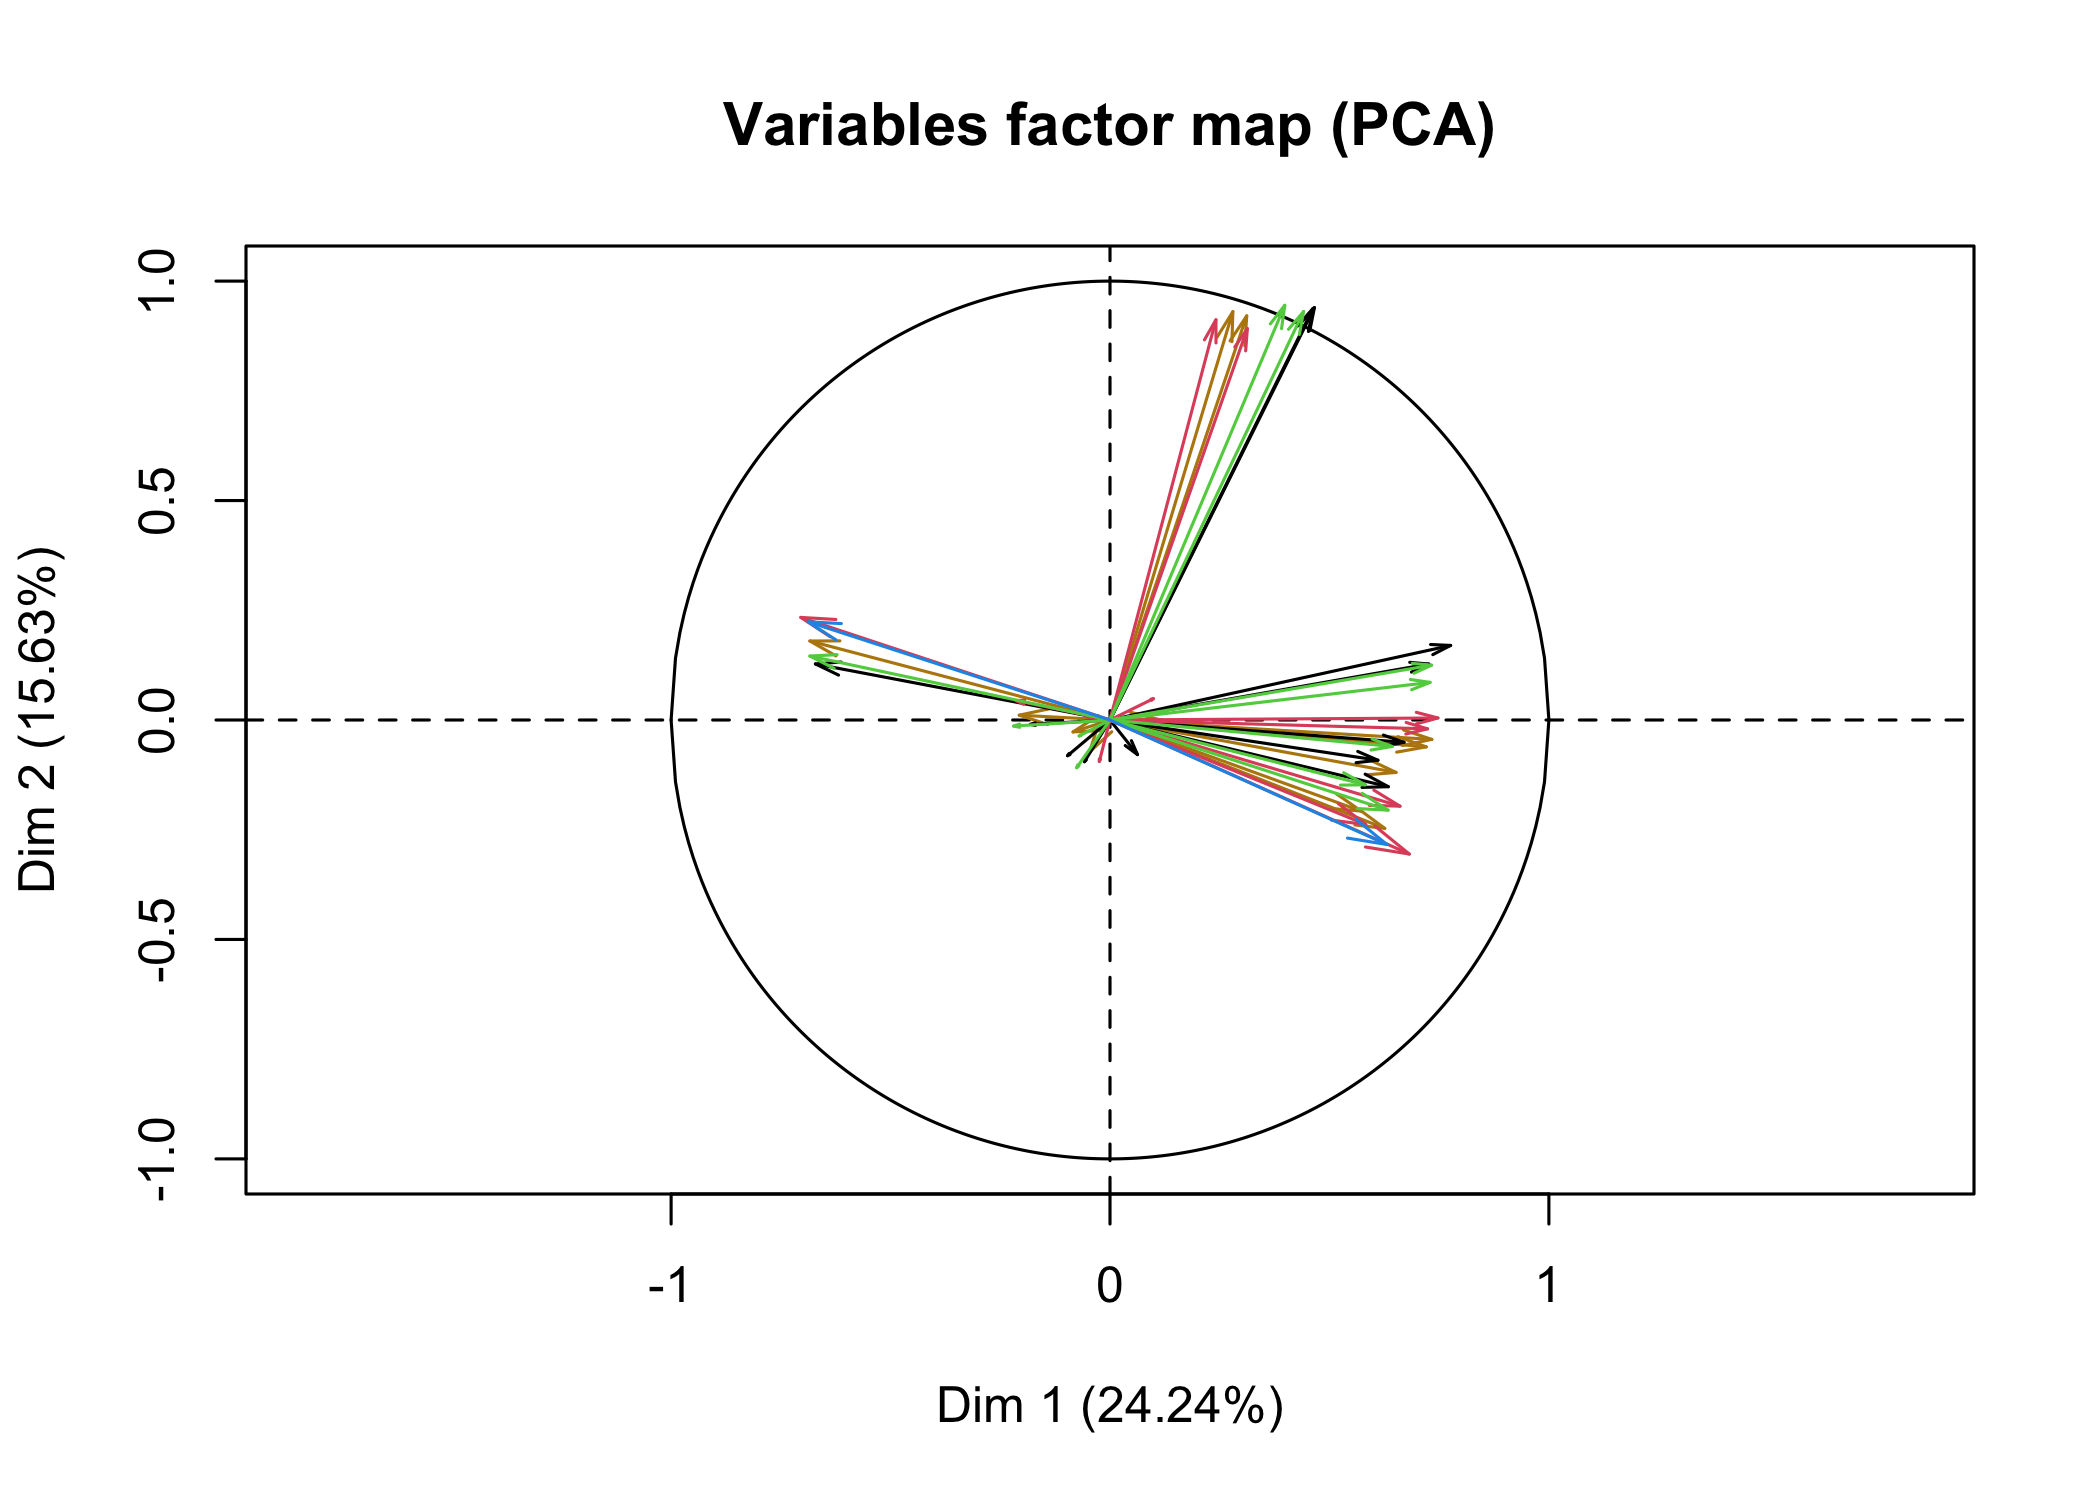 Variables factor map (PCA)
1.0
0.5
0.0
-0.5
-1.0
Dim 2 (15.63%)
-1
0
1
Dim 1 (24.24%)